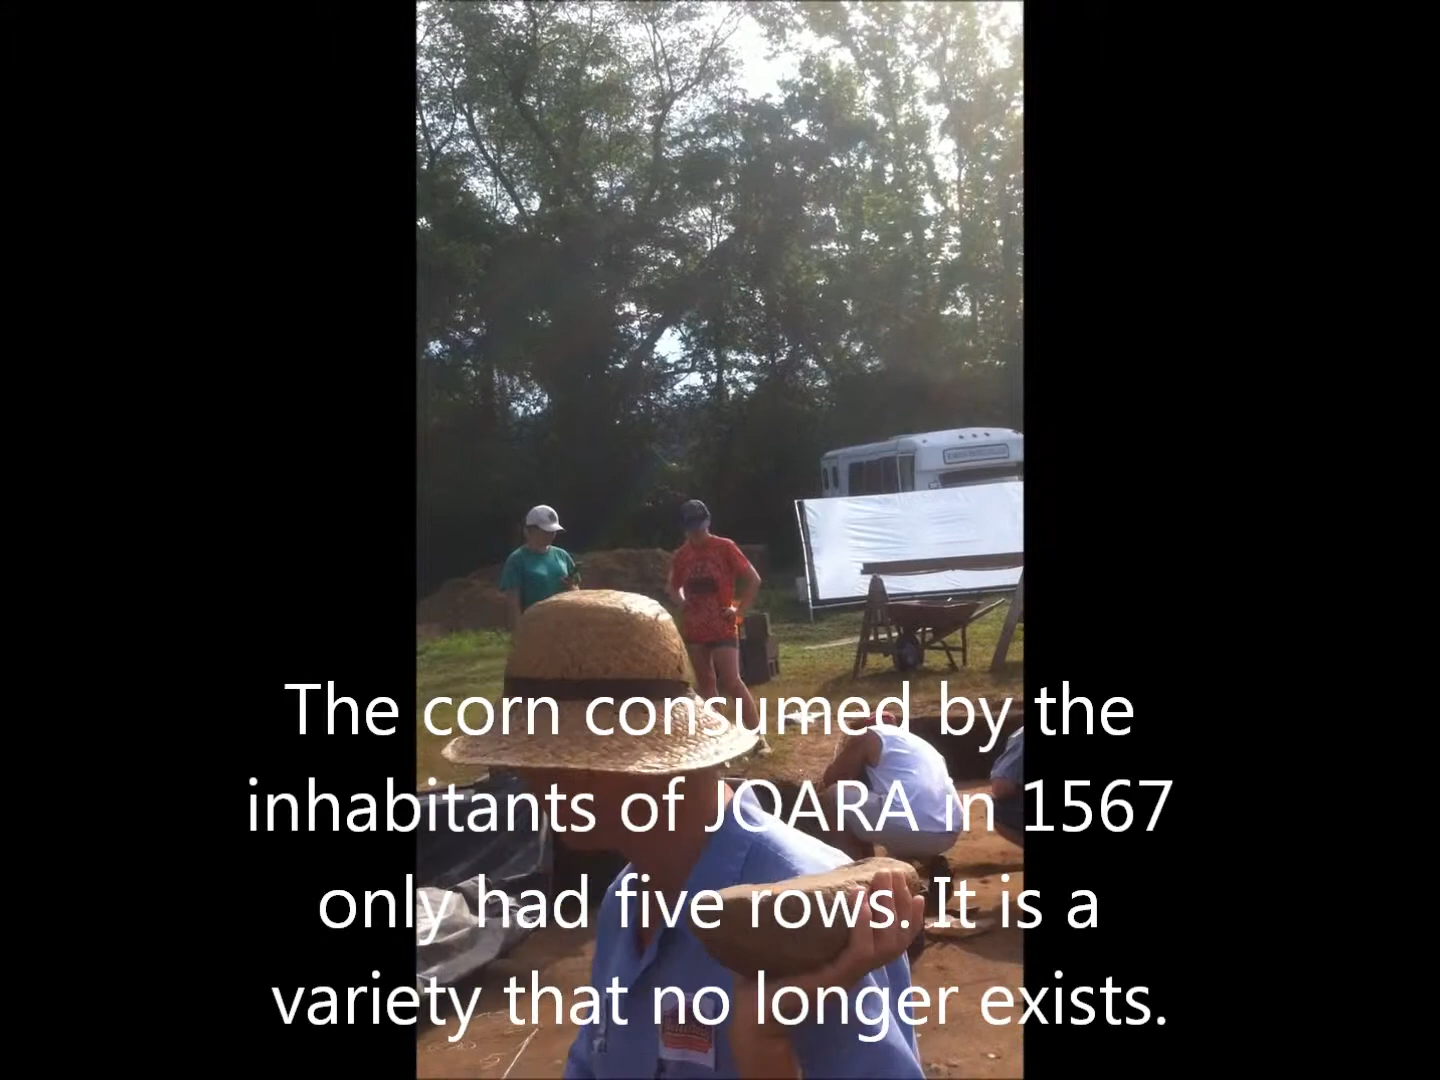 The corn consumed by the
inhabitants of JOARA in 1567
only had five rows. It is a
variety that no longer exists.